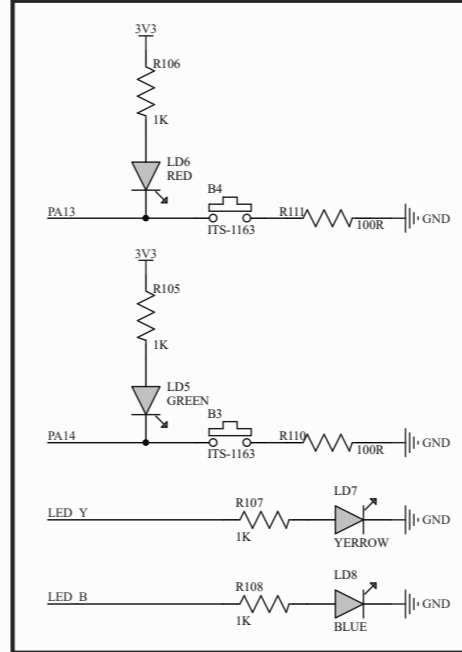 3V3
R106
1K
LD6
RED
B4
PA13
R111
ITS-1163
100R
GND
3V3
R105
1K
LD5
GREEN
B3
PA14
R110
ITS-1163
100R
GND
LD7
R107
LED_Y
GND
1K
YERROW
LD8
R108
LED_B
GND
1K
BLUE